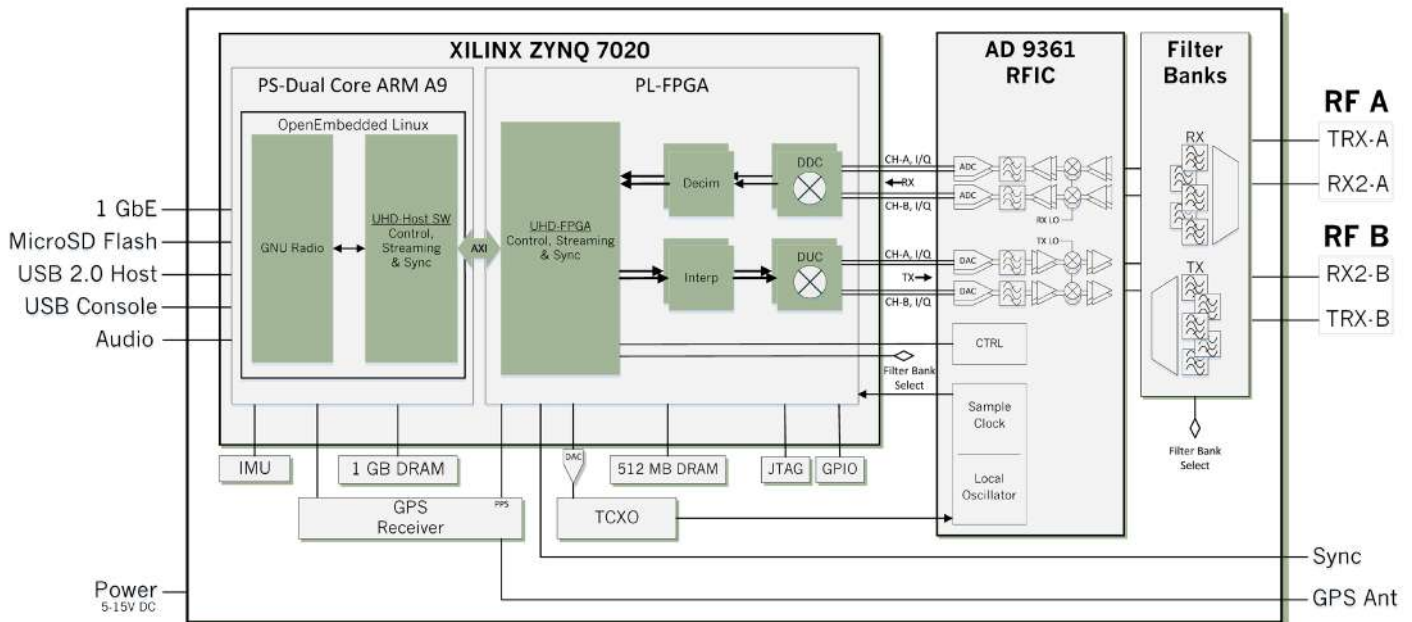 XILINX ZYNQ 7020
PS-Dual Core ARM A9
OpenEmbedded Linux
GNU Radio
UHD-Host SW
Control,
Streaming
& Sync
AXI
PL-FPGA
UHD-FPGA
Control, Streaming
& Sync
Decim
DDC
Interp
DUC
CH-A, I/Q
RX
CH-B, I/Q
CH-A, I/Q
TX
CH-B, I/Q
Filter Bank
Select
AD 9361
RFIC
ADC
ADC
RX LO
TX LO
DAC
DAC
CTRL
Sample
Clock
Local
Oscillator
Filter
Banks
RX
TX
Filter Bank
Select
RF A
TRX-A
RX2-A
RF B
RX2-B
TRX-B
1 GbE
MicroSD Flash
USB 2.0 Host
USB Console
Audio
IMU
1 GB DRAM
DAC
512 MB DRAM
JTAG
GPIO
GPS
Receiver
PPS
TCXO
Sync
GPS Ant
Power
5-15V DC